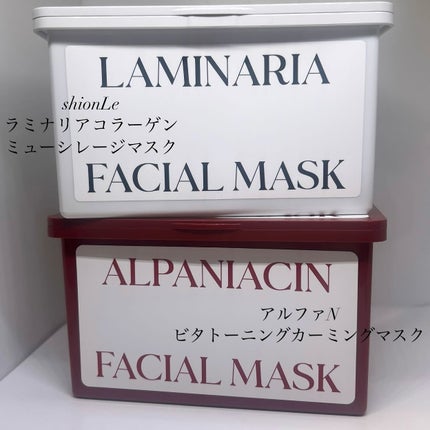 LAMINARIA
shionLe
ラミナリアコラーゲン
ミューシレージマスク
FACIAL MASK
ALPANIACIN
アルファN
ビタトーニングカーミングマスク
FACIAL MASK